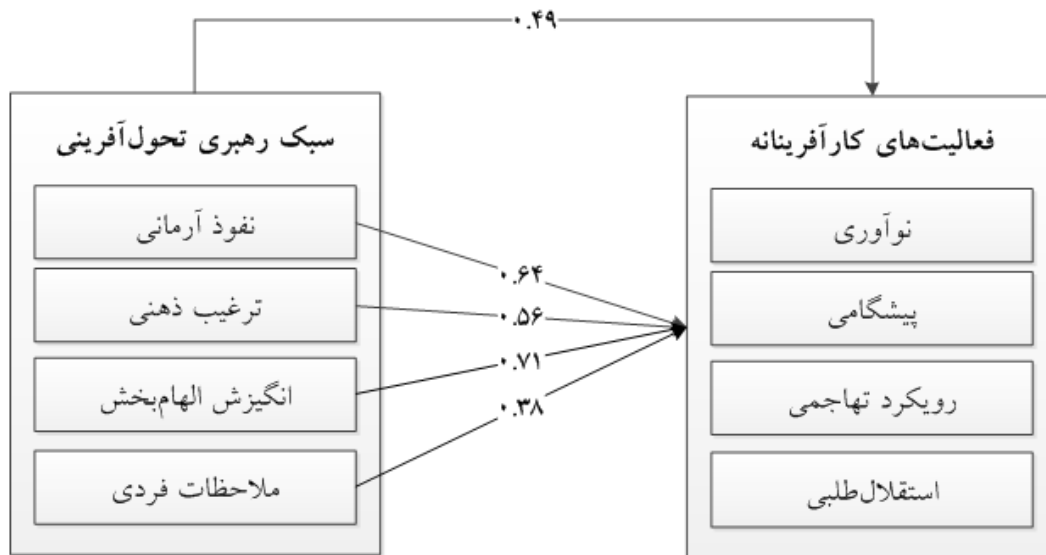 ۰.۴۹
فعالیت‌های کارآفرینانه
نوآوری
پیشگامی
رویکرد تهاجمی
استقلال‌طلبی
سبک رهبری تحول‌آفرینی
نفوذ آرمانی
ترغیب ذهنی
انگیزش الهام‌بخش
ملاحظات فردی
۰.۶۴
۰.۵۶
۰.۷۱
۰.۳۸